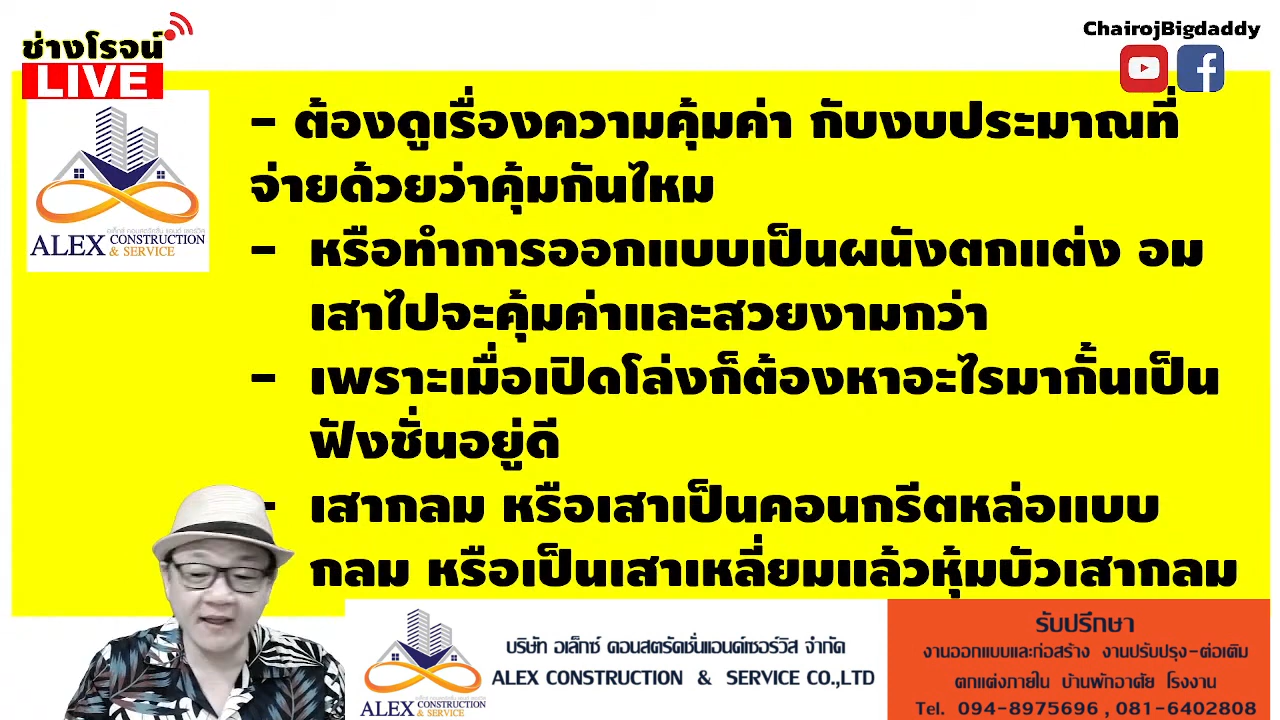 ช่างโรจน์
LIVE
ChairojBigdaddy
ALEX CONSTRUCTION
& SERVICE
- ต้องดูเรื่องความคุ้มค่า กับงบประมาณที่
จ่ายด้วยว่าคุ้มกันไหม
- หรือทำการออกแบบเป็นผนังตกแต่ง อม
เสาไปจะคุ้มค่าและสวยงามกว่า
- เพราะเมื่อเปิดโล่งก็ต้องหาอะไรมากั้นเป็น
ฟังชั่นอยู่ดี
- เสากลม หรือเสาเป็นคอนกรีตหล่อแบบ
กลม หรือเป็นเสาเหลี่ยมแล้วหุ้มบัวเสากลม
ALEX CONSTRUCTION
& SERVICE
บริษัท อเล็กซ์ คอนสตรัคชั่นแอนด์เซอร์วิส จำกัด
ALEX CONSTRUCTION & SERVICE CO.,LTD
รับปรึกษา
งานออกแบบและก่อสร้าง งานปรับปรุง-ต่อเติม
ตกแต่งภายใน บ้านพักอาศัย โรงงาน
Tel. 094-8975696 , 081-6402808